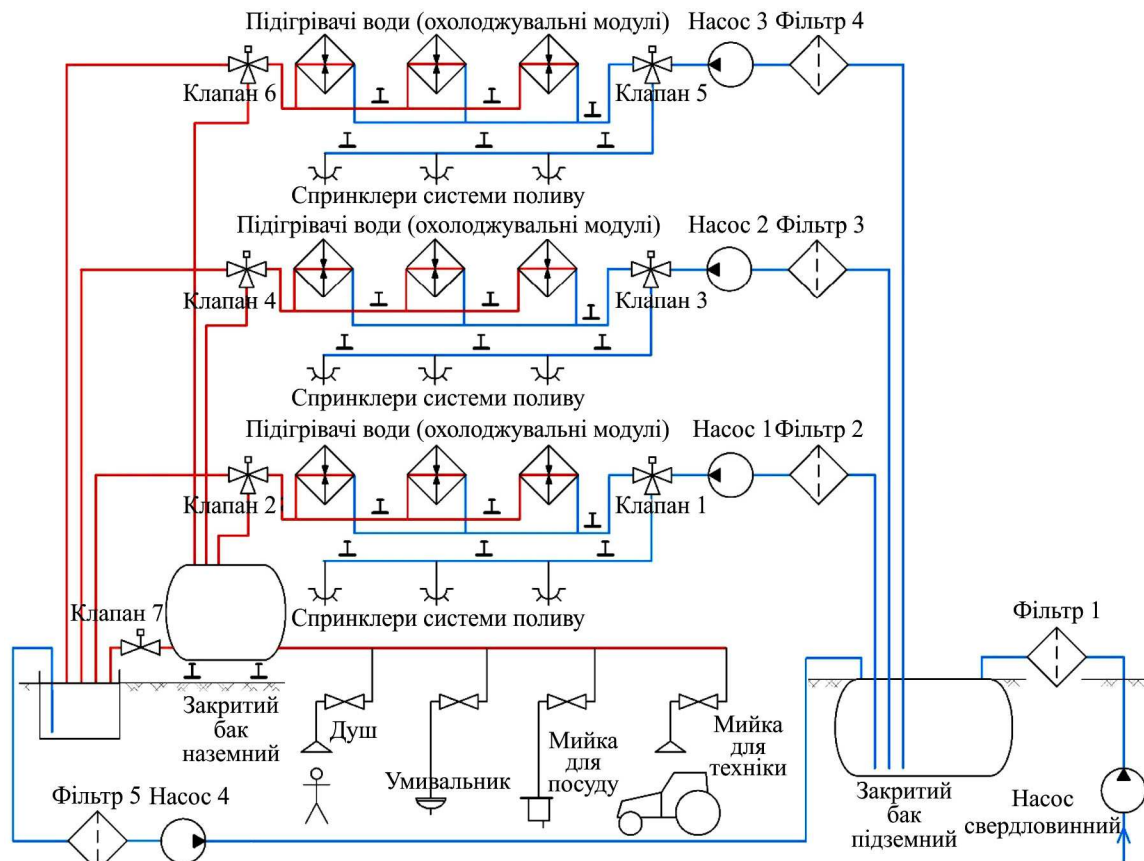 Підігрівачі води (охолоджувальні модулі)
Насос 3
Фільтр 4
Клапан 6
Клапан 5
Спринклери системи поливу
Підігрівачі води (охолоджувальні модулі)
Насос 2
Фільтр 3
Клапан 4
Клапан 3
Спринклери системи поливу
Підігрівачі води (охолоджувальні модулі)
Насос 1
Фільтр 2
Клапан 2
Клапан 1
Спринклери системи поливу
Клапан 7
Фільтр 1
Закритий
бак
наземний
Душ
Умивальник
Мийка
для
посуду
Мийка
для
техніки
Фільтр 5
Насос 4
Закритий
бак
підземний
Насос
свердловинний